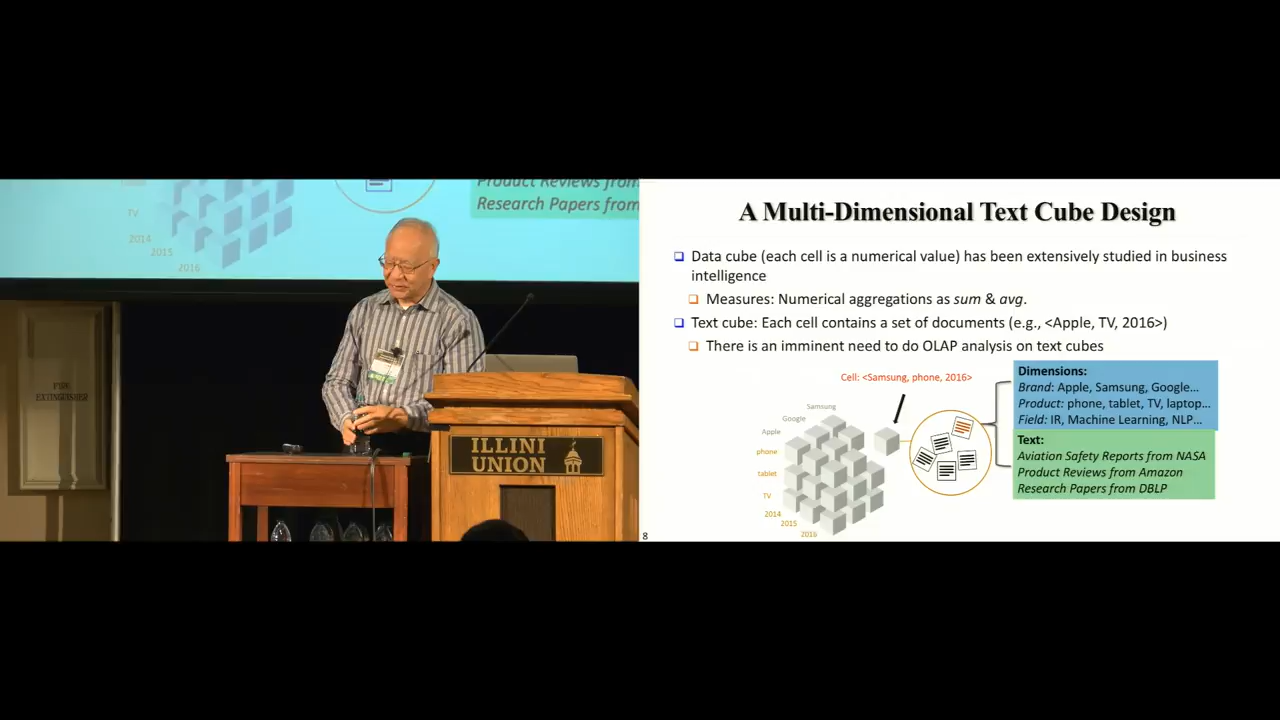 Product Reviews from
Research Papers from
TV
2014
2015
2016
FIRE
EXTINGUISHER
ILLINI
UNION
A Multi-Dimensional Text Cube Design
Data cube (each cell is a numerical value) has been extensively studied in business
intelligence
Measures: Numerical aggregations as sum & avg.
Text cube: Each cell contains a set of documents (e.g., <Apple, TV, 2016>)
There is an imminent need to do OLAP analysis on text cubes
Cell: <Samsung, phone, 2016>
Samsung
Google
Apple
phone
tablet
TV
2014
2015
2016
Dimensions:
Brand: Apple, Samsung, Google...
Product: phone, tablet, TV, laptop...
Field: IR, Machine Learning, NLP...
Text:
Aviation Safety Reports from NASA
Product Reviews from Amazon
Research Papers from DBLP
8